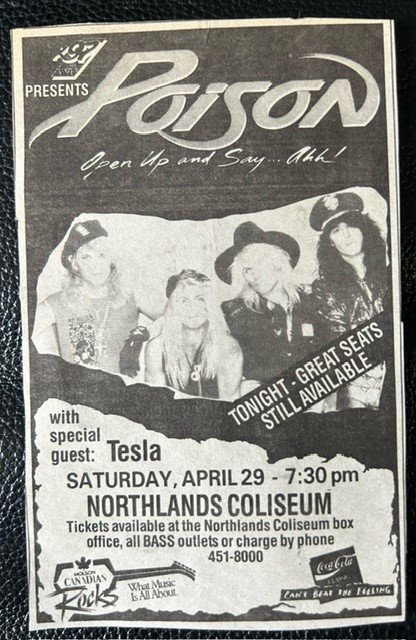 PRESENTS
POISON
Open Up and Say... Ahh!
TONIGHT - GREAT SEATS
STILL AVAILABLE
with
special
guest: Tesla
SATURDAY, APRIL 29 - 7:30 pm
NORTHLANDS COLISEUM
Tickets available at the Northlands Coliseum box
office, all BASS outlets or charge by phone
451-8000
MOLSON
CANADIAN
Rocks
What Music
Is All About.
Coca-Cola
CLASSIC
CAN'T BEAT THE FEELING